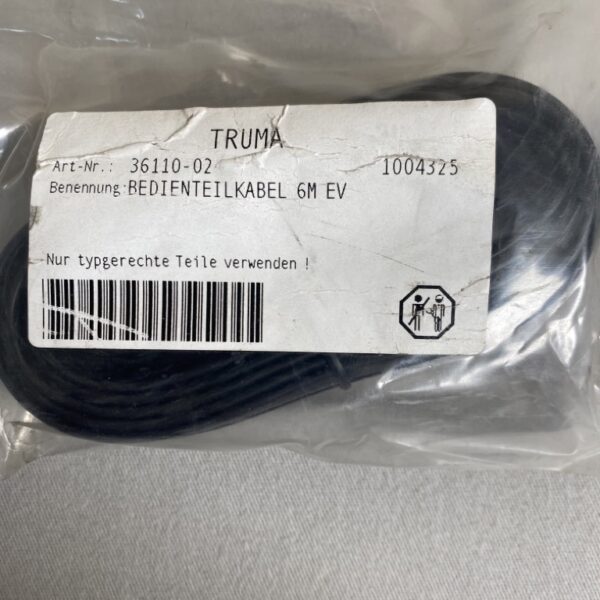 TRUMA
Art-Nr.: 36110-02 1004325
Benennung:BEDIENTEILKABEL 6M EV
Nur typgerechte Teile verwenden !